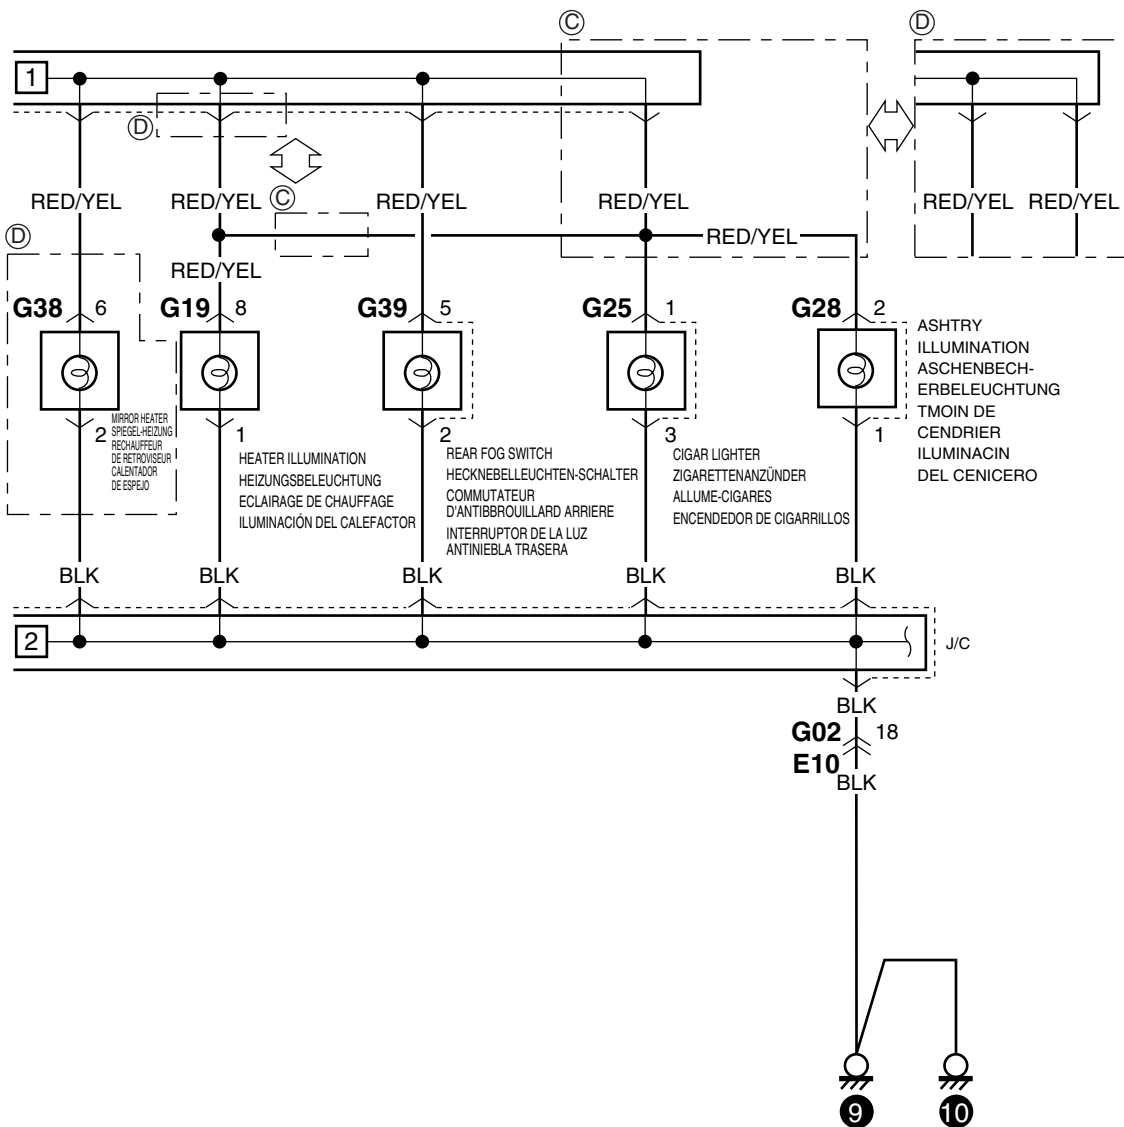 C
D
1
D
RED/YEL RED/YEL RED/YEL RED/YEL RED/YEL RED/YEL
C
D
RED/YEL
RED/YEL
G38 6 G19 8 G39 5 G25 1 G28 2
ASHTRY
ILLUMINATION
ASCHENBECH-
ERBELEUCHTUNG
TMOIN DE
CENDRIER
ILUMINACIN
DEL CENICERO
2
MIRROR HEATER
SPIEGEL-HEIZUNG
RECHAUFFEUR
DE RETROVISEUR
CALENTADOR
DE ESPEJO
1
HEATER ILLUMINATION
HEIZUNGSBELEUCHTUNG
ECLAIRAGE DE CHAUFFAGE
ILUMINACIÓN DEL CALEFACTOR
2
REAR FOG SWITCH
HECKNEBELLEUCHTEN-SCHALTER
COMMUTATEUR
D'ANTIBBROUILLARD ARRIERE
INTERRUPTOR DE LA LUZ
ANTINIEBLA TRASERA
3
CIGAR LIGHTER
ZIGARETTENANZÜNDER
ALLUME-CIGARES
ENCENDEDOR DE CIGARRILLOS
1
BLK BLK BLK BLK BLK
2
J/C
BLK
G02 18
E10
BLK
9 10